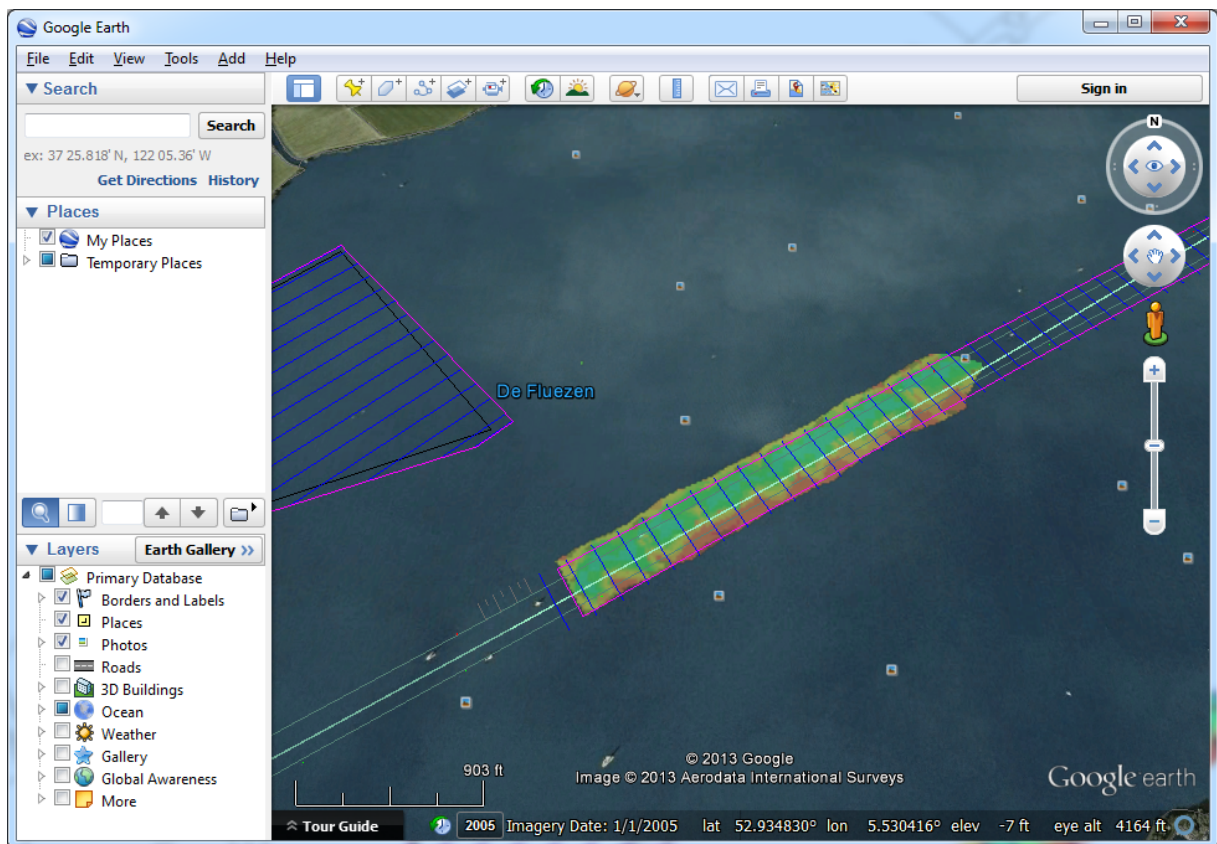 Google Earth
File Edit View Tools Add Help
Search
Sign in
Search
ex: 37 25.818' N, 122 05.36' W
Get Directions History
Places
My Places
Temporary Places
N
De Fluezen
Layers
Earth Gallery >>
Primary Database
Borders and Labels
Places
Photos
Roads
3D Buildings
Ocean
Weather
Gallery
Global Awareness
More
903 ft
© 2013 Google
Image © 2013 Aerodata International Surveys
Google earth
Tour Guide
2005 Imagery Date: 1/1/2005 lat 52.934830° lon 5.530416° elev -7 ft eye alt 4164 ft